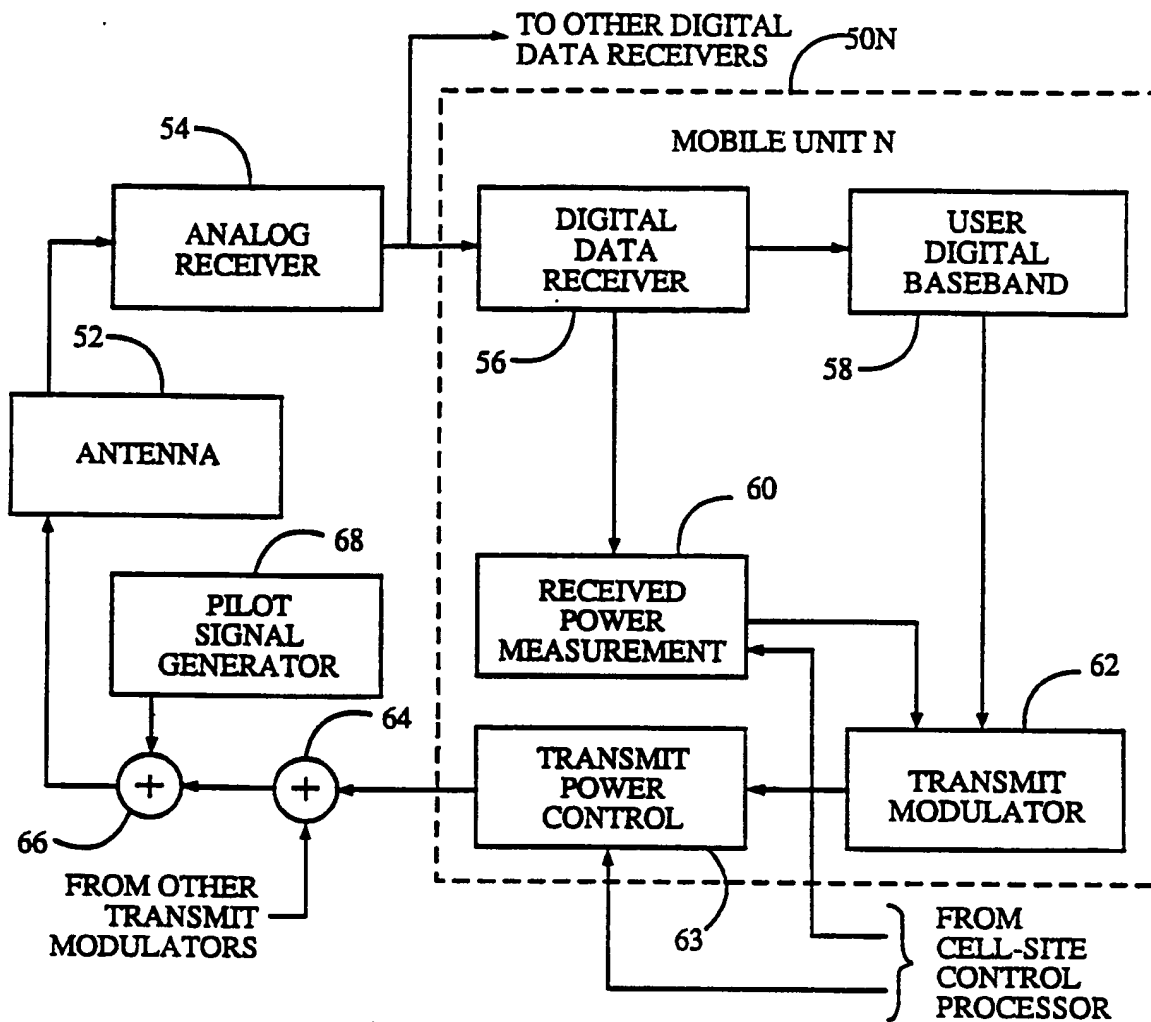 TO OTHER DIGITAL
DATA RECEIVERS
50N
MOBILE UNIT N
54
ANALOG
RECEIVER
DIGITAL
DATA
RECEIVER
USER
DIGITAL
BASEBAND
52
56
58
ANTENNA
60
68
PILOT
SIGNAL
GENERATOR
RECEIVED
POWER
MEASUREMENT
62
64
TRANSMIT
POWER
CONTROL
TRANSMIT
MODULATOR
+
+
66
FROM OTHER
TRANSMIT
MODULATORS
63
FROM
CELL-SITE
CONTROL
PROCESSOR